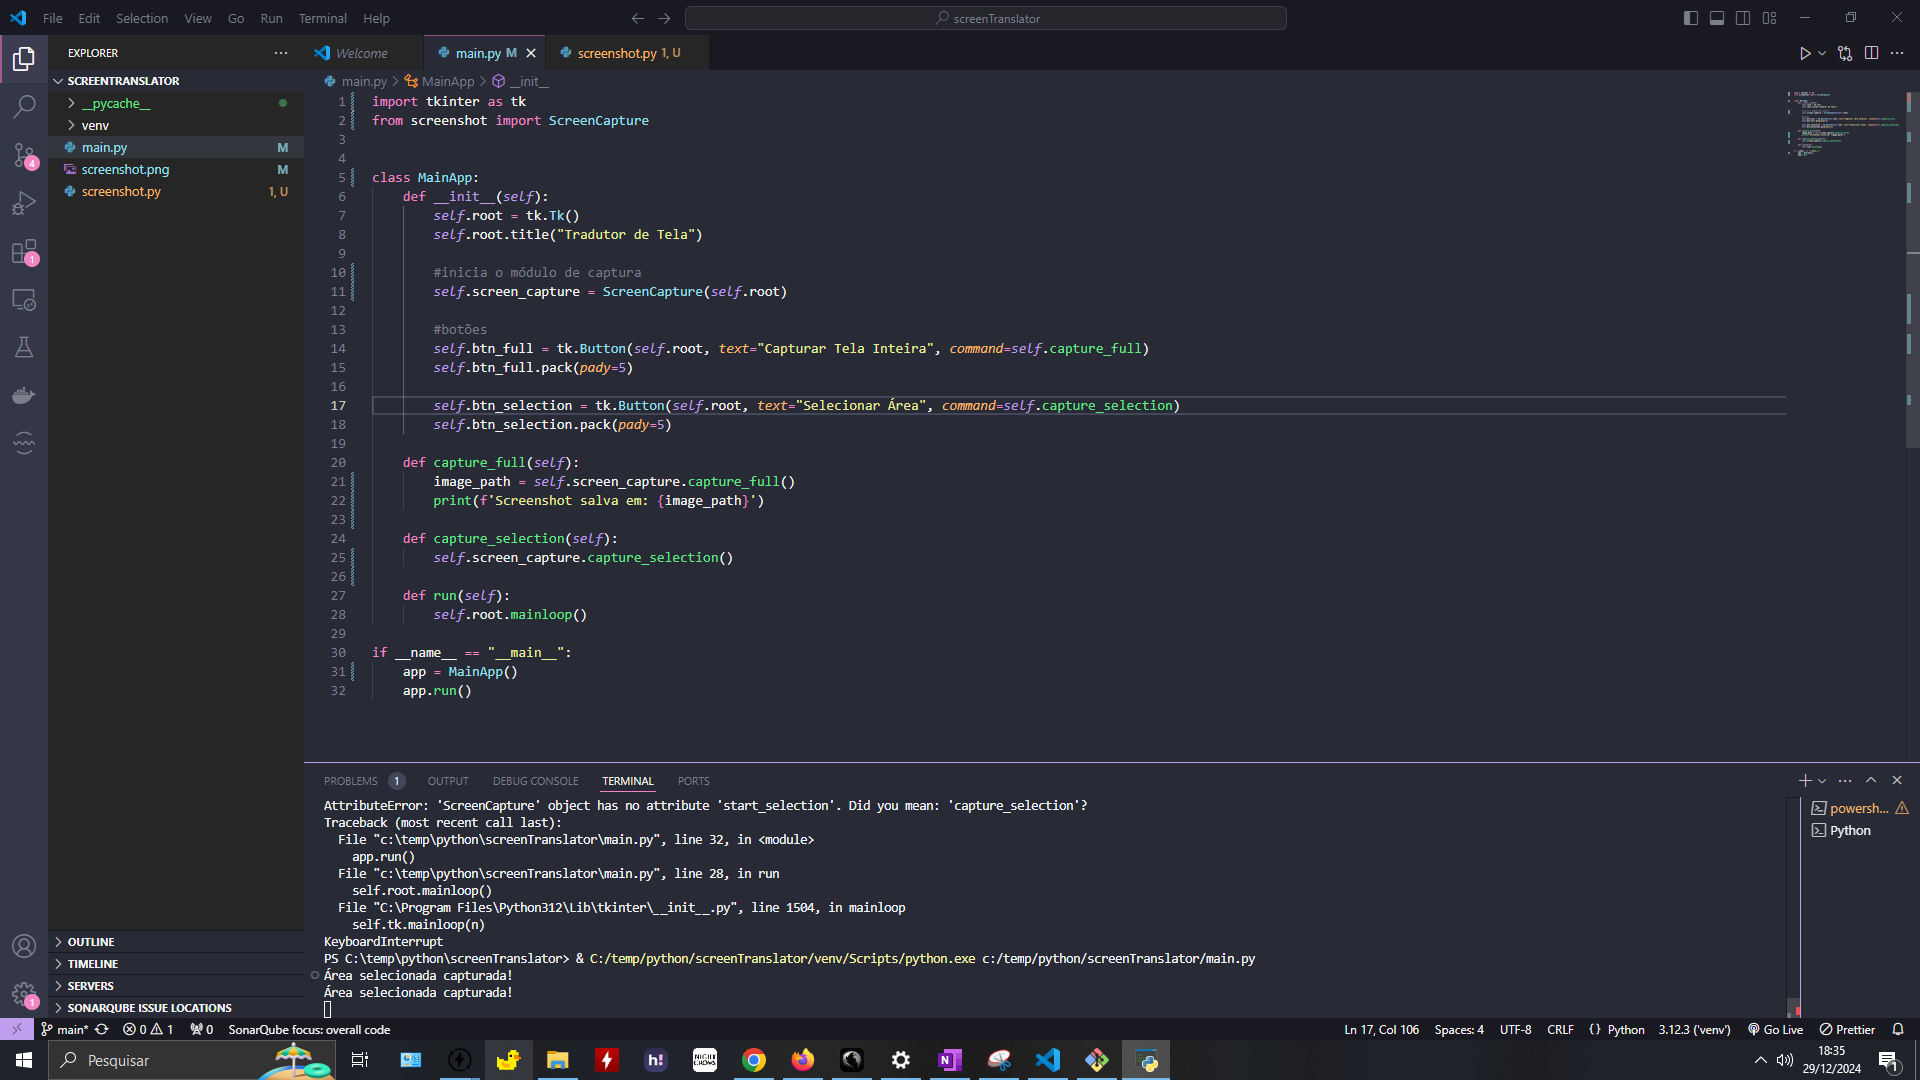 File Edit Selection View Go Run Terminal Help
screenTranslator
EXPLORER
SCREENTRANSLATOR
__pycache__
venv
main.py M
screenshot.png M
screenshot.py 1, U
OUTLINE
TIMELINE
SERVERS
SONARQUBE ISSUE LOCATIONS
Welcome
main.py M
screenshot.py 1, U
main.py > MainApp > __init__
1 import tkinter as tk
2 from screenshot import ScreenCapture
3
4
5 class MainApp:
6 def __init__(self):
7 self.root = tk.Tk()
8 self.root.title("Tradutor de Tela")
9
10 #inicia o módulo de captura
11 self.screen_capture = ScreenCapture(self.root)
12
13 #botões
14 self.btn_full = tk.Button(self.root, text="Capturar Tela Inteira", command=self.capture_full)
15 self.btn_full.pack(pady=5)
16
17 self.btn_selection = tk.Button(self.root, text="Selecionar Área", command=self.capture_selection)
18 self.btn_selection.pack(pady=5)
19
20 def capture_full(self):
21 image_path = self.screen_capture.capture_full()
22 print(f'Screenshot salva em: {image_path}')
23
24 def capture_selection(self):
25 self.screen_capture.capture_selection()
26
27 def run(self):
28 self.root.mainloop()
29
30 if __name__ == "__main__":
31 app = MainApp()
32 app.run()
PROBLEMS 1 OUTPUT DEBUG CONSOLE TERMINAL PORTS
AttributeError: 'ScreenCapture' object has no attribute 'start_selection'. Did you mean: 'capture_selection'?
Traceback (most recent call last):
File "c:\temp\python\screenTranslator\main.py", line 32, in <module>
app.run()
File "c:\temp\python\screenTranslator\main.py", line 28, in run
self.root.mainloop()
File "C:\Program Files\Python312\Lib\tkinter\__init__.py", line 1504, in mainloop
self.tk.mainloop(n)
KeyboardInterrupt
PS C:\temp\python\screenTranslator> & C:/temp/python/screenTranslator/venv/Scripts/python.exe c:/temp/python/screenTranslator/main.py
Área selecionada capturada!
Área selecionada capturada!
powersh...
Python
4
1
1
main* 0 1 0 SonarQube focus: overall code
Ln 17, Col 106 Spaces: 4 UTF-8 CRLF {} Python 3.12.3 ('venv') Go Live Prettier
Pesquisar
h!
NIGHT CROWS
N
18:35
29/12/2024
1